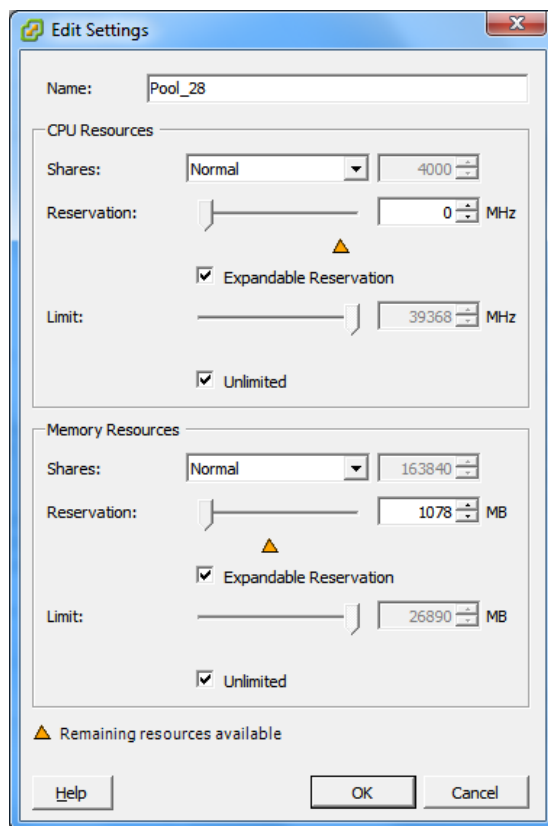 Edit Settings
Name: Pool_28
CPU Resources
Shares: Normal 4000
Reservation: 0 MHz
Expandable Reservation
Limit: 39368 MHz
Unlimited
Memory Resources
Shares: Normal 163840
Reservation: 1078 MB
Expandable Reservation
Limit: 26890 MB
Unlimited
Remaining resources available
Help OK Cancel